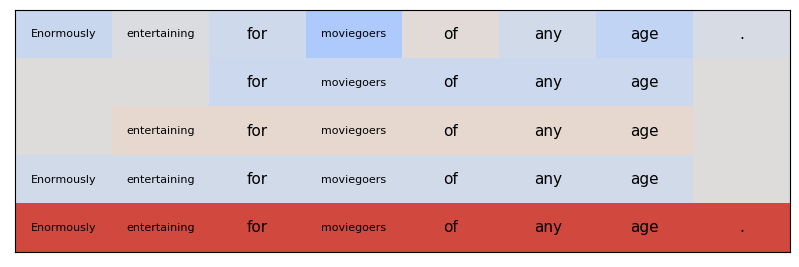 Enormously entertaining for moviegoers of any age .
for moviegoers of any age
entertaining for moviegoers of any age
Enormously entertaining for moviegoers of any age
Enormously entertaining for moviegoers of any age .